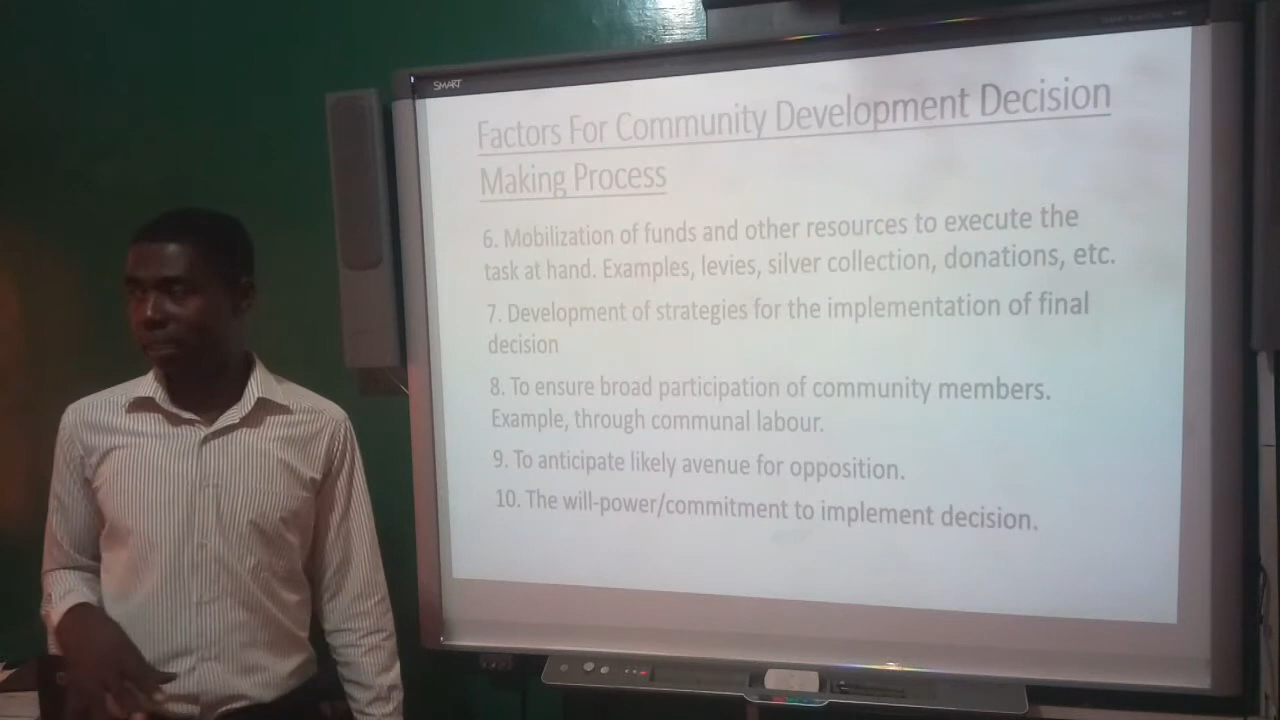 SMART
Factors For Community Development Decision
Making Process
6. Mobilization of funds and other resources to execute the
task at hand. Examples, levies, silver collection, donations, etc.
7. Development of strategies for the implementation of final
decision
8. To ensure broad participation of community members.
Example, through communal labour.
9. To anticipate likely avenue for opposition.
10. The will-power/commitment to implement decision.